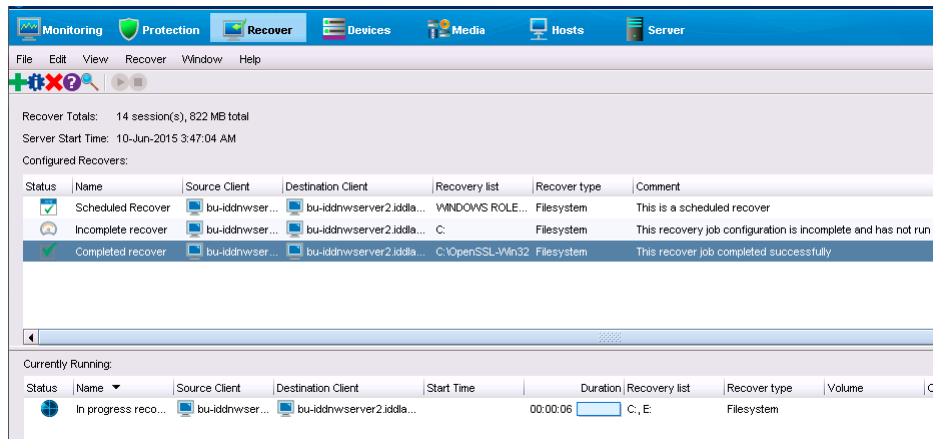 Monitoring Protection Recover Devices Media Hosts Server
File Edit View Recover Window Help
Recover Totals: 14 session(s), 822 MB total
Server Start Time: 10-Jun-2015 3:47:04 AM
Configured Recovers:
Status Name Source Client Destination Client Recovery list Recover type Comment
Scheduled Recover bu-iddnwser... bu-iddnwserver2.iddla... WINDOWS ROLE... Filesystem This is a scheduled recover
Incomplete recover bu-iddnwser... bu-iddnwserver2.iddla... C: Filesystem This recovery job configuration is incomplete and has not run
Completed recover bu-iddnwser... bu-iddnwserver2.iddla... C:\OpenSSL-Win32 Filesystem This recover job completed successfully
Currently Running:
Status Name Source Client Destination Client Start Time Duration Recovery list Recover type Volume C
In progress reco... bu-iddnwser... bu-iddnwserver2.iddla... 00:00:06 C:, E: Filesystem